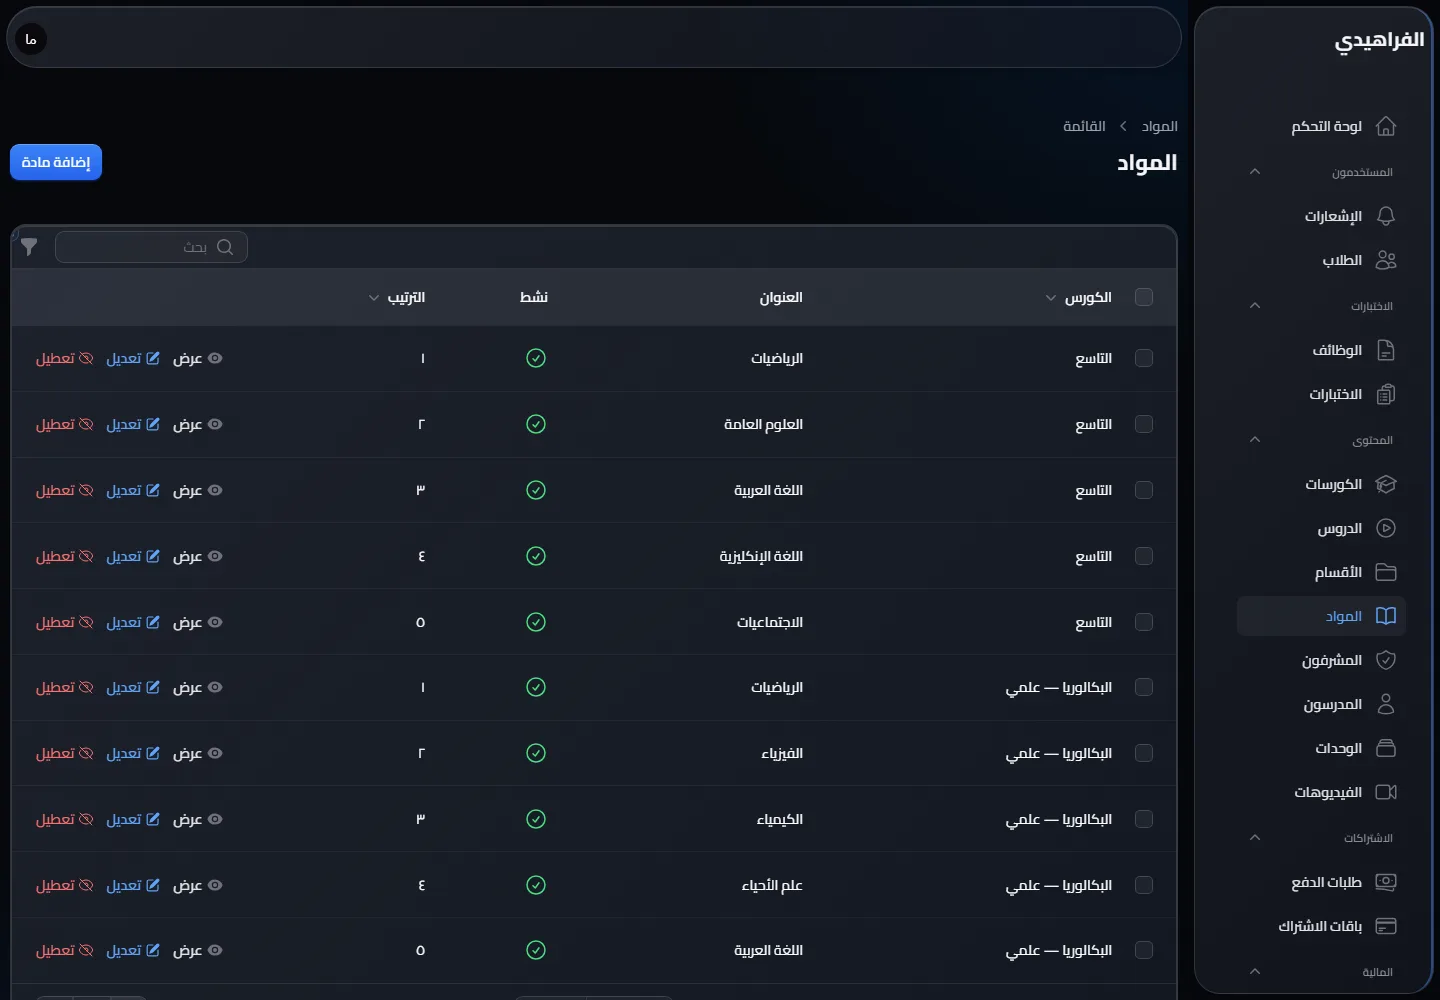 الفراهيدي
لوحة التحكم
المستخدمون
الإشعارات
الطلاب
الاختبارات
الوظائف
الاختبارات
المحتوى
الكورسات
الدروس
الأقسام
المواد
المشرفون
المدرسون
الوحدات
الفيديوهات
الاشتراكات
طلبات الدفع
باقات الاشتراك
المالية
ما
المواد القائمة
المواد
إضافة مادة
بحث
الكورس العنوان نشط الترتيب
التاسع الرياضيات ١ عرض تعديل تعطيل
التاسع العلوم العامة ٢ عرض تعديل تعطيل
التاسع اللغة العربية ٣ عرض تعديل تعطيل
التاسع اللغة الإنكليزية ٤ عرض تعديل تعطيل
التاسع الاجتماعيات ٥ عرض تعديل تعطيل
البكالوريا — علمي الرياضيات ١ عرض تعديل تعطيل
البكالوريا — علمي الفيزياء ٢ عرض تعديل تعطيل
البكالوريا — علمي الكيمياء ٣ عرض تعديل تعطيل
البكالوريا — علمي علم الأحياء ٤ عرض تعديل تعطيل
البكالوريا — علمي اللغة العربية ٥ عرض تعديل تعطيل